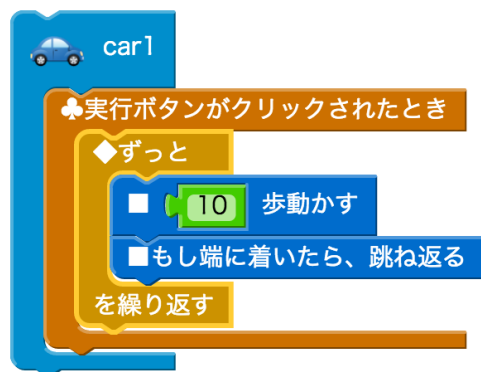 car1
♣実行ボタンがクリックされたとき
◆ずっと
■ 10 歩動かす
■もし端に着いたら、跳ね返る
を繰り返す